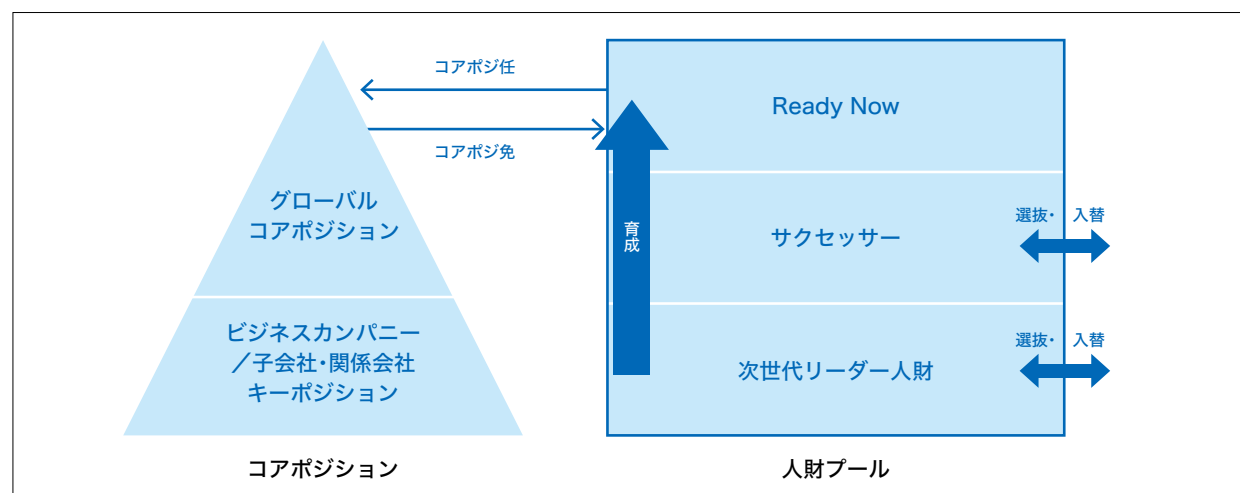 コアポジ任
コアポジ免
グローバル
コアポジション
ビジネスカンパニー
／子会社・関係会社
キーポジション
コアポジション
Ready Now
育成
サクセッサー
選抜・ 入替
次世代リーダー人財
選抜・ 入替
人財プール